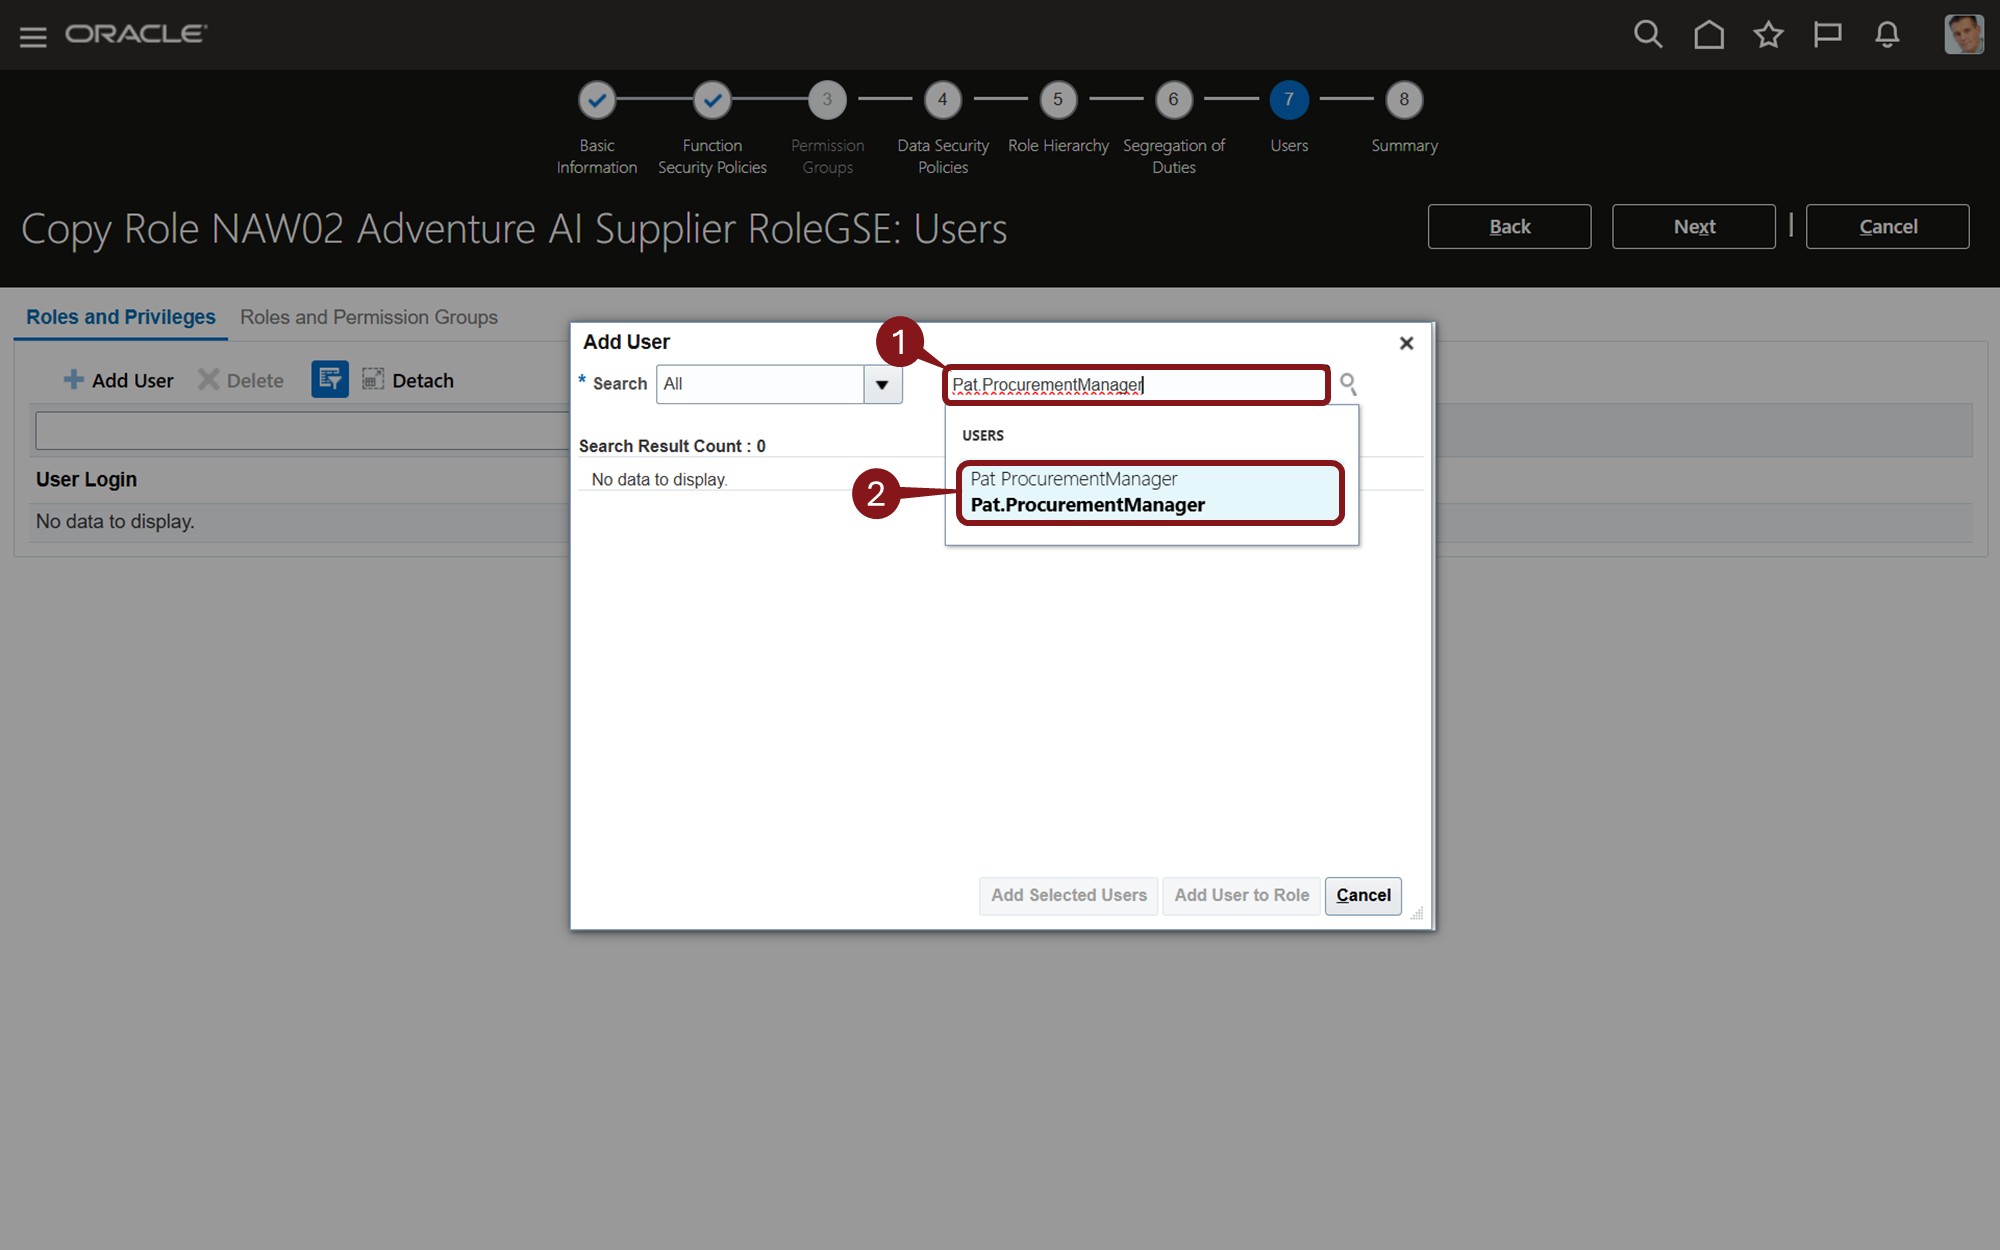 ORACLE
3
4
5
6
7
8
Basic
Information
Function
Security Policies
Permission
Groups
Data Security
Policies
Role Hierarchy
Segregation of
Duties
Users
Summary
Copy Role NAW02 Adventure AI Supplier RoleGSE: Users
Back
Next
Cancel
Roles and Privileges
Roles and Permission Groups
Add User
Delete
Detach
User Login
No data to display.
Add User
1
* Search
All
Pat.ProcurementManager
USERS
Search Result Count : 0
No data to display.
2
Pat ProcurementManager
Pat.ProcurementManager
Add Selected Users
Add User to Role
Cancel